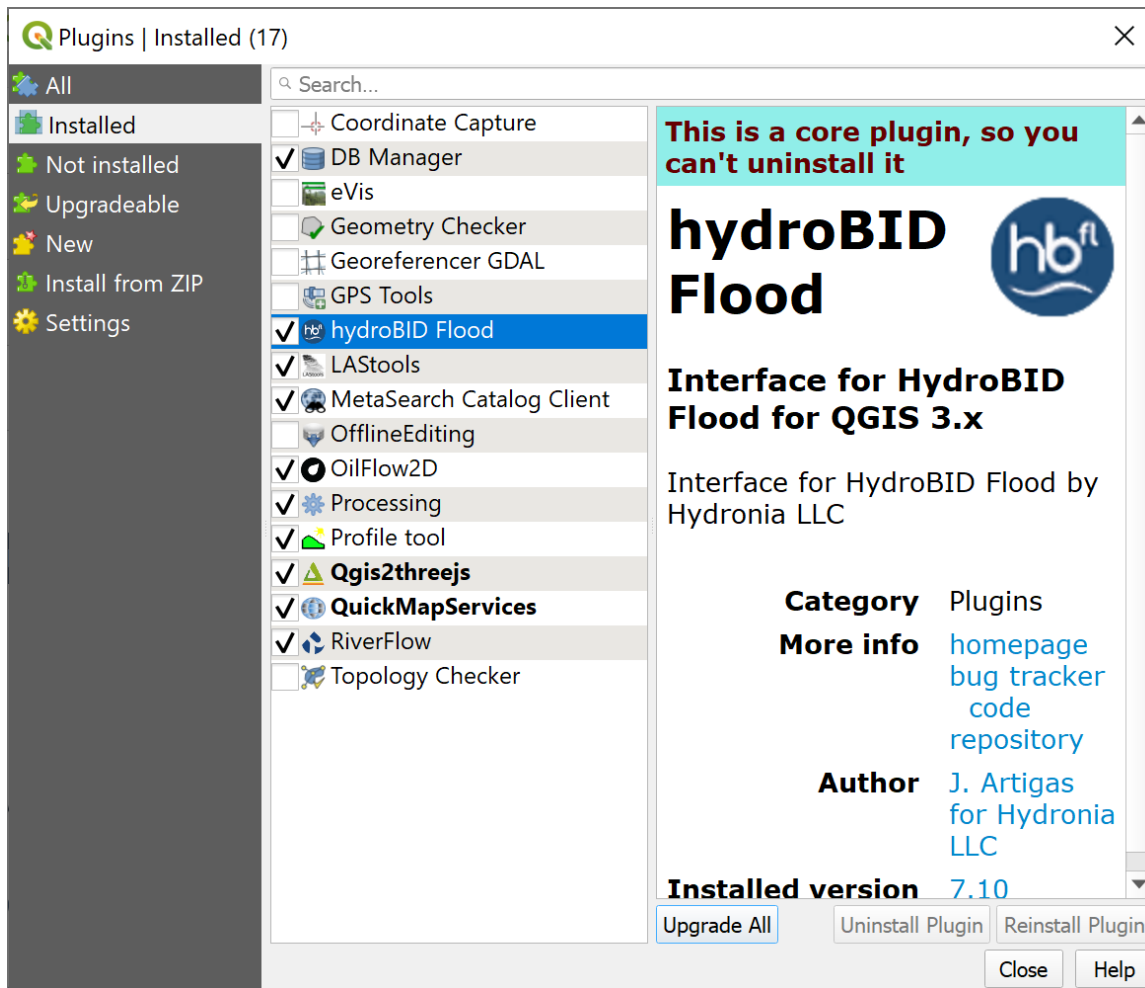 Plugins | Installed (17)
All
Installed
Not installed
Upgradeable
New
Install from ZIP
Settings
Search...
Coordinate Capture
DB Manager
eVis
Geometry Checker
Georeferencer GDAL
GPS Tools
hydroBID Flood
LAStools
MetaSearch Catalog Client
OfflineEditing
OilFlow2D
Processing
Profile tool
Qgis2threejs
QuickMapServices
RiverFlow
Topology Checker
This is a core plugin, so you
can't uninstall it
hydroBID
Flood
hb fl
Interface for HydroBID
Flood for QGIS 3.x
Interface for HydroBID Flood by
Hydronia LLC
Category Plugins
More info homepage
bug tracker
code
repository
Author J. Artigas
for Hydronia
LLC
Installed version 7.10
Upgrade All Uninstall Plugin Reinstall Plugin
Close Help